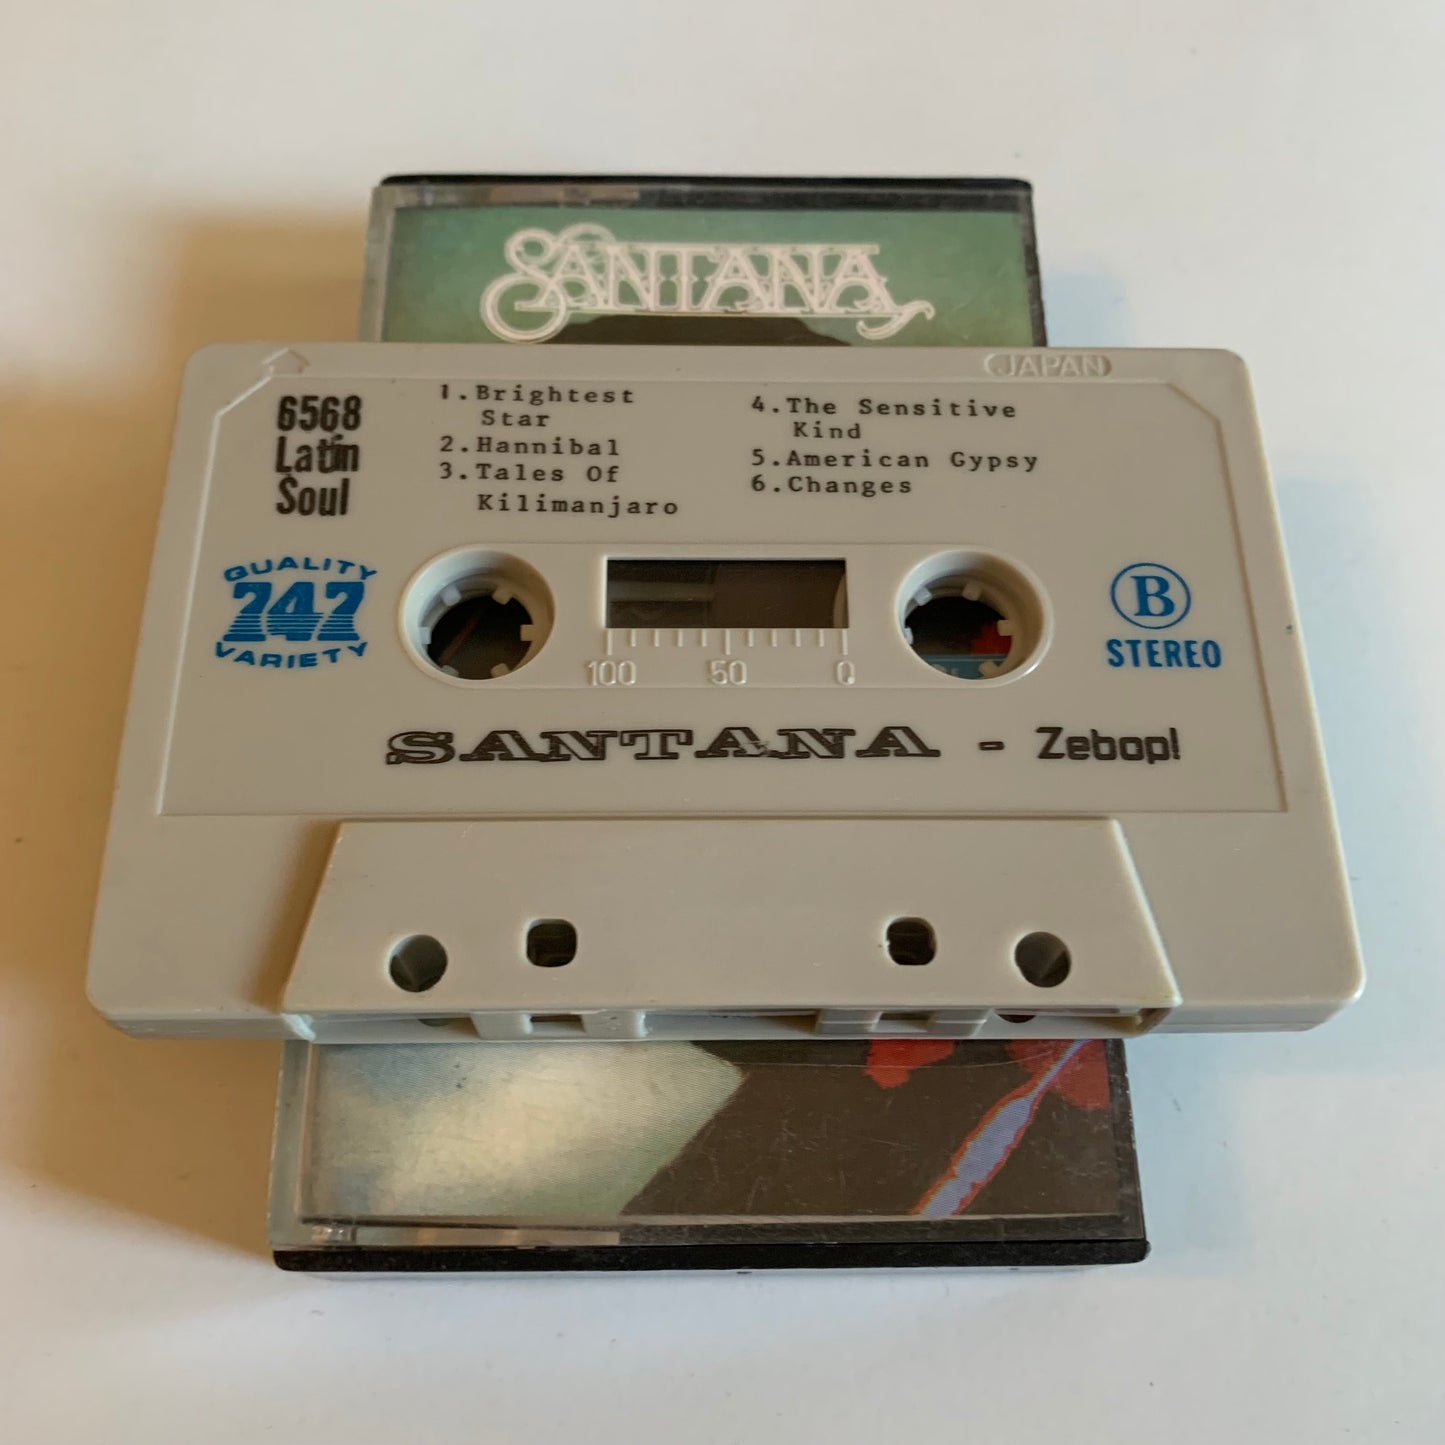 SANTANA
JAPAN
6568
Latin
Soul
1.Brightest
Star
2.Hannibal
3.Tales Of
Kilimanjaro
4.The Sensitive
Kind
5.American Gypsy
6.Changes
QUALITY
747
VARIETY
B
STEREO
100 50 0
SANTANA - Zebop!